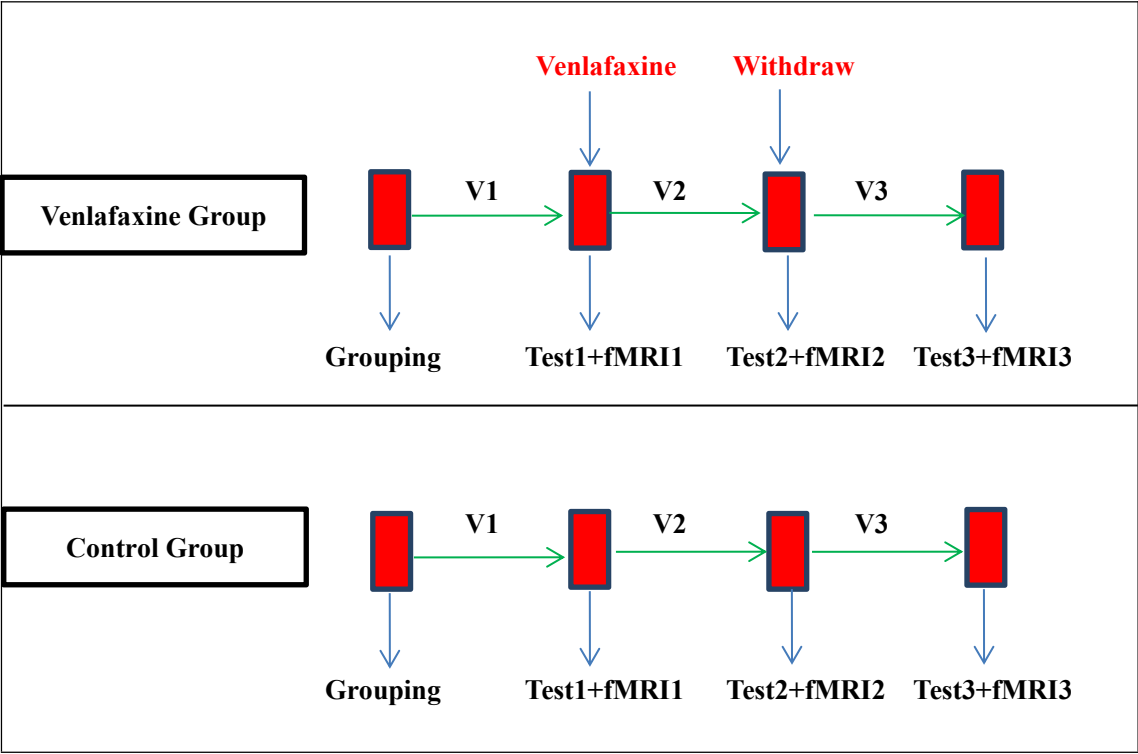 Venlafaxine Withdraw
V1 V2 V3
Venlafaxine Group
Grouping Test1+fMRI1 Test2+fMRI2 Test3+fMRI3
V1 V2 V3
Control Group
Grouping Test1+fMRI1 Test2+fMRI2 Test3+fMRI3